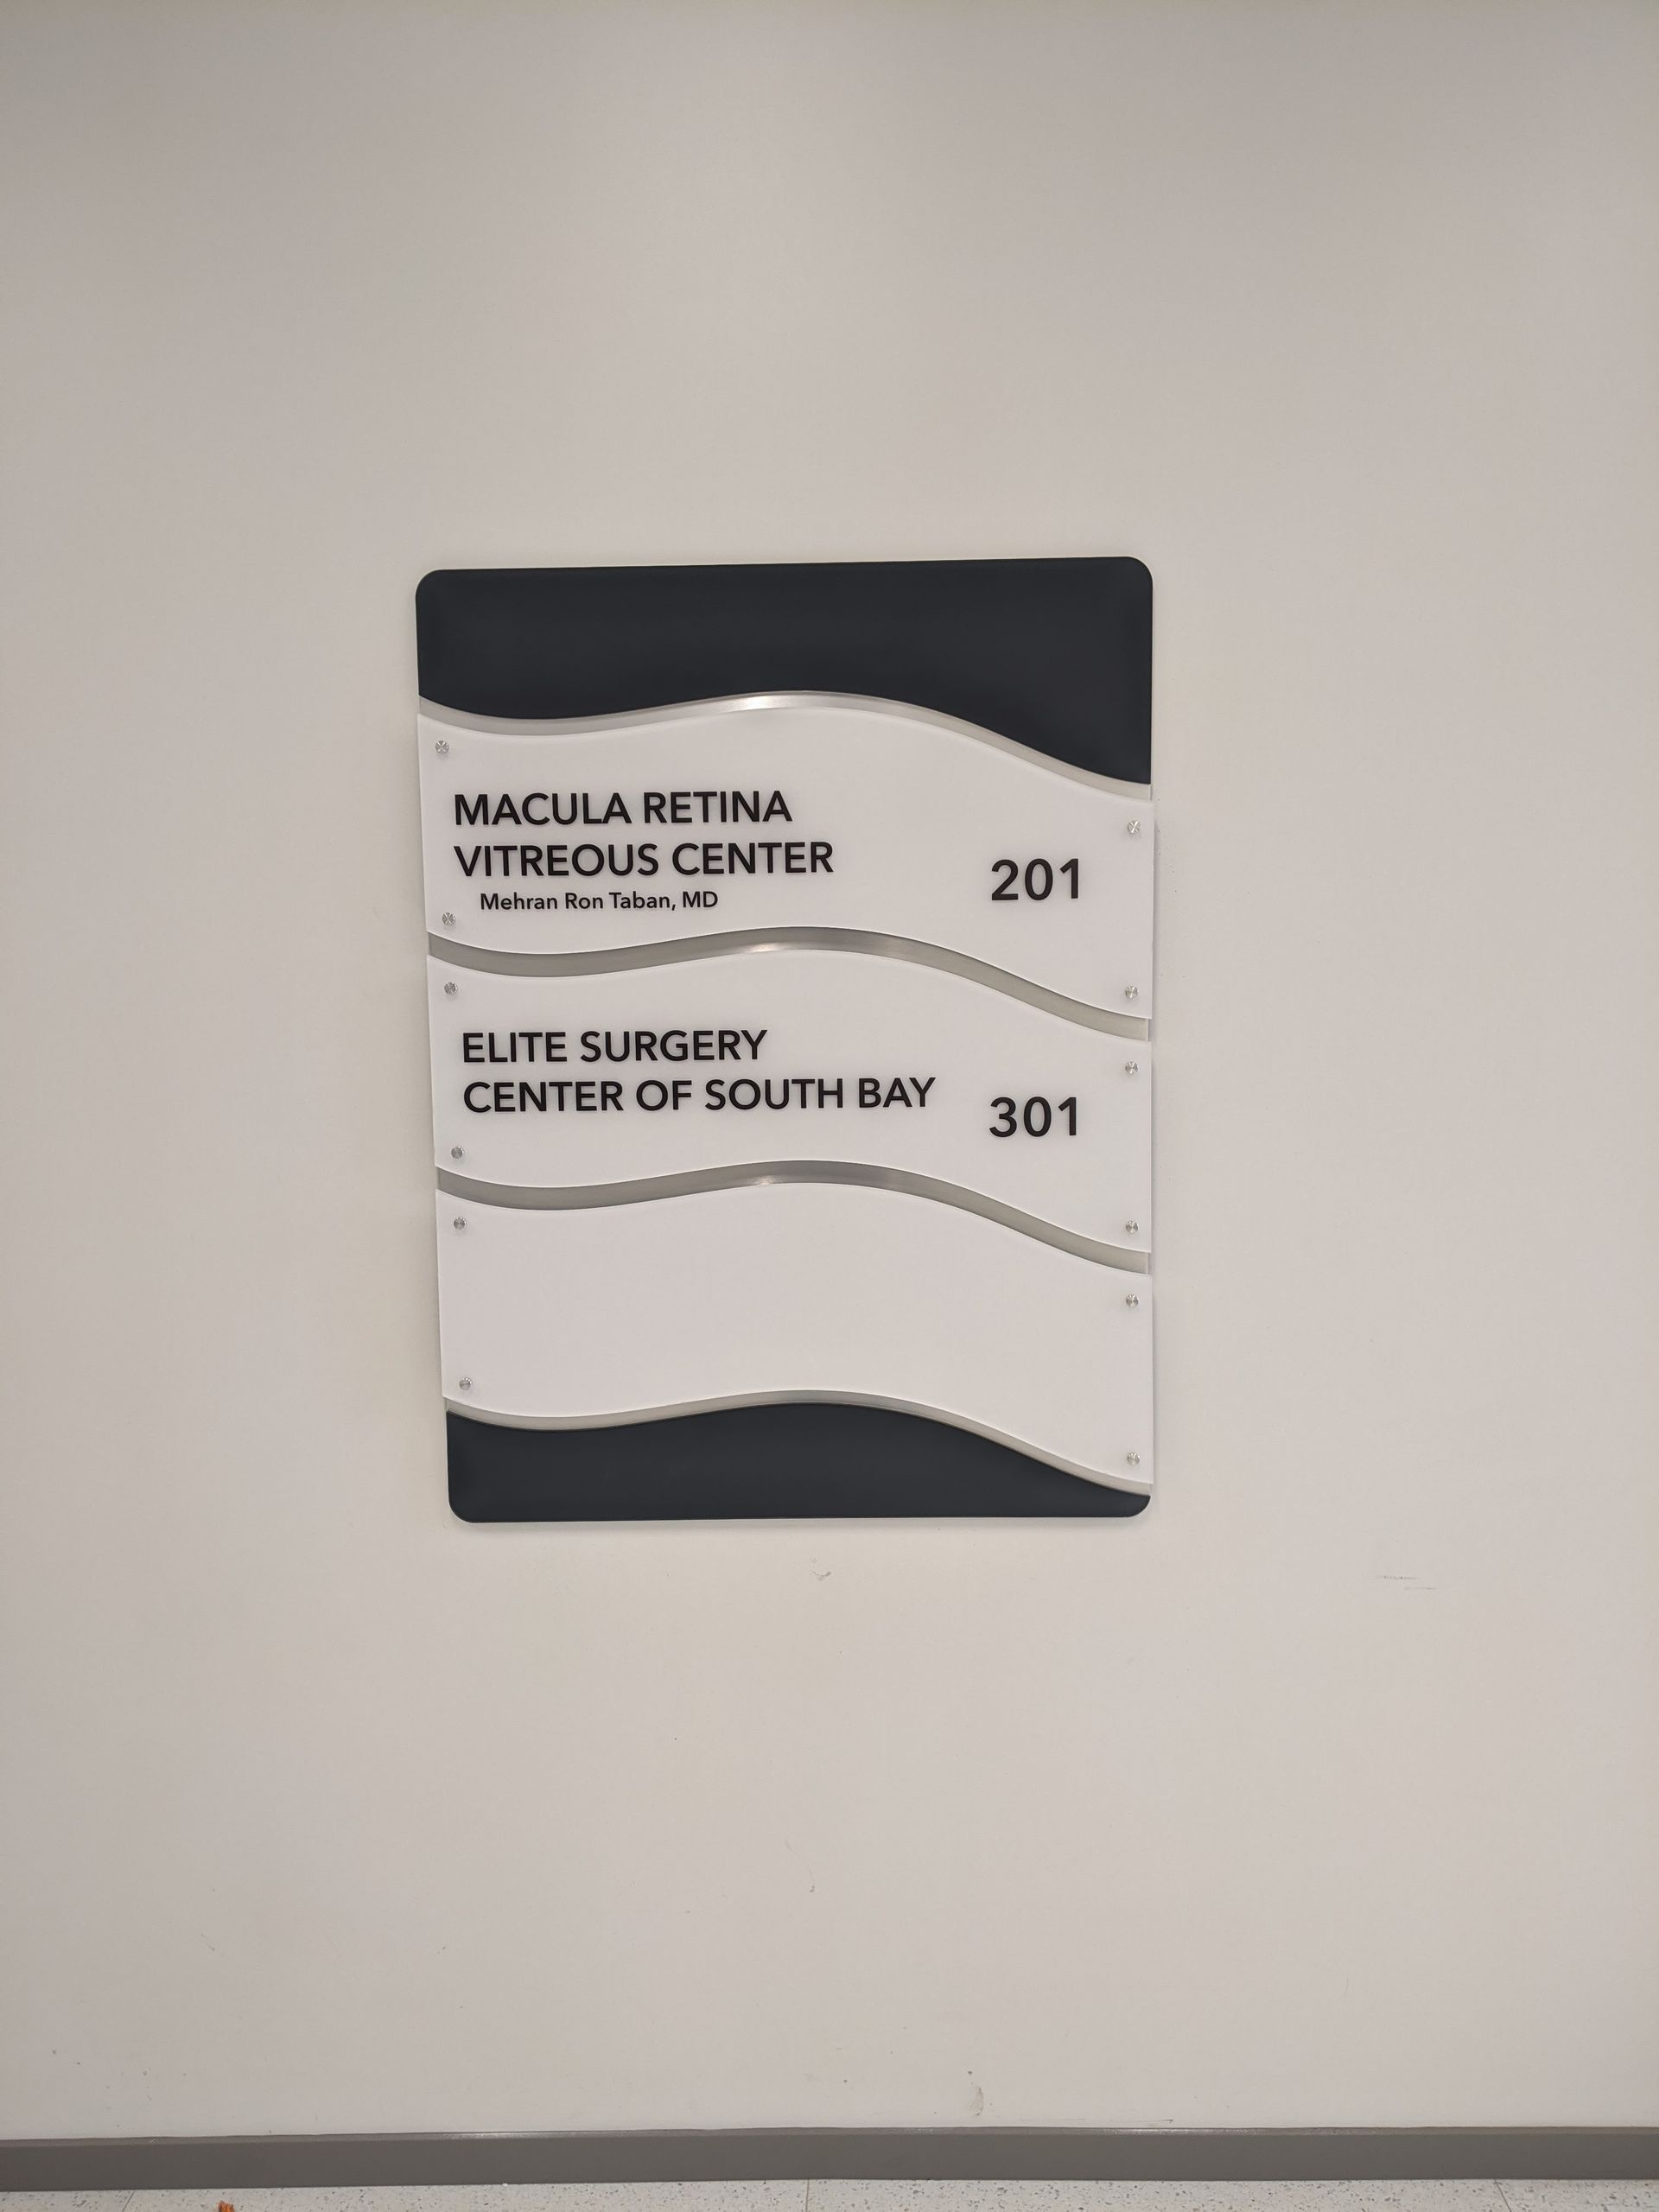 MACULA RETINA
VITREOUS CENTER
Mehran Ron Taban, MD
201
ELITE SURGERY
CENTER OF SOUTH BAY
301